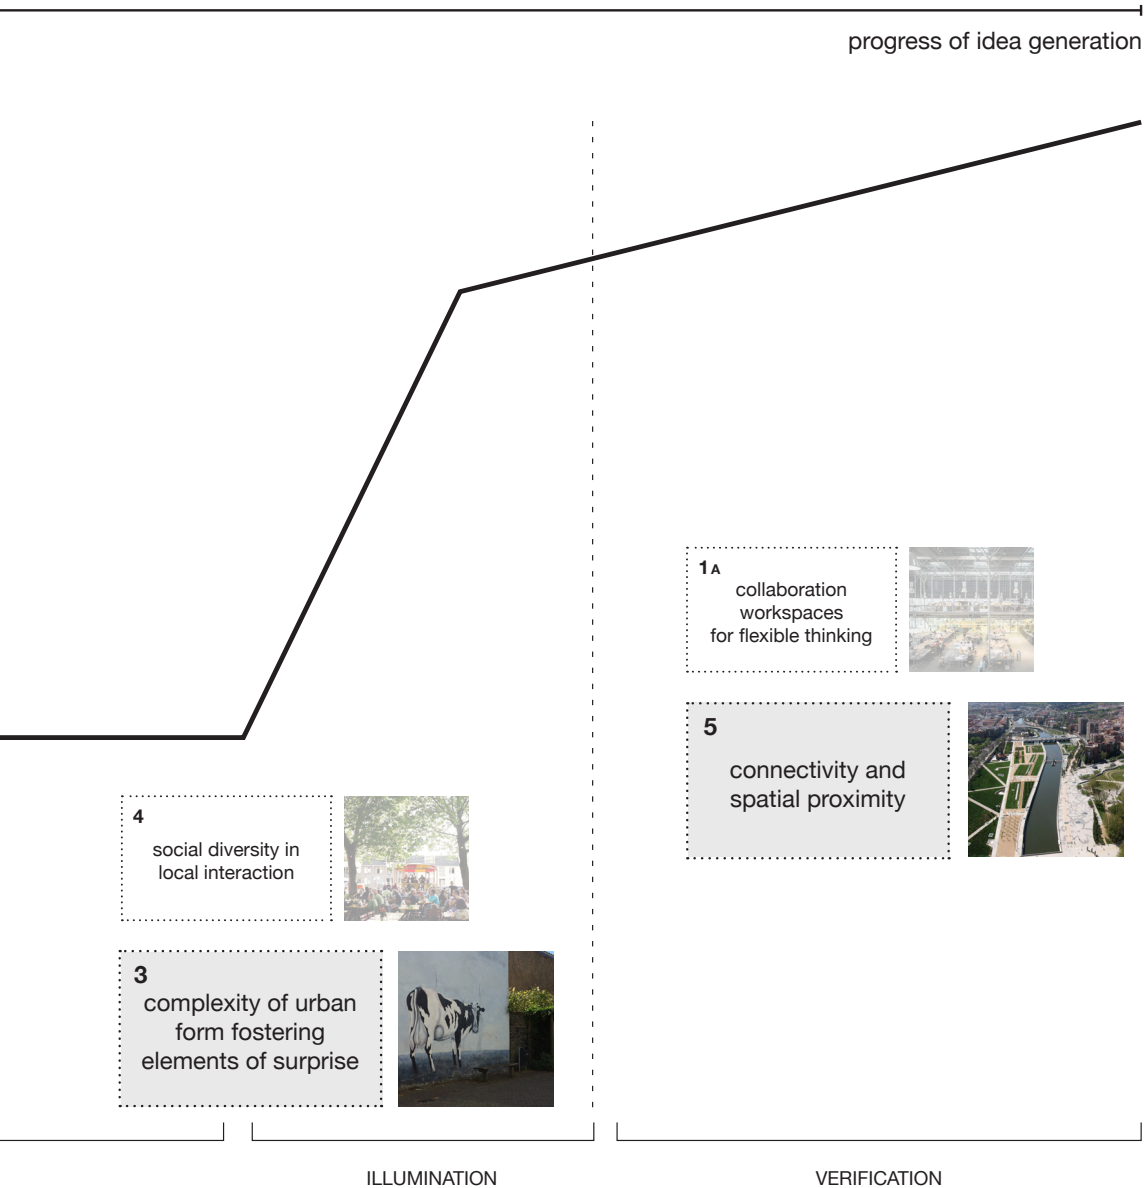 progress of idea generation
1 A
collaboration
workspaces
for flexible thinking
5
connectivity and
spatial proximity
4
social diversity in
local interaction
3
complexity of urban
form fostering
elements of surprise
ILLUMINATION
VERIFICATION